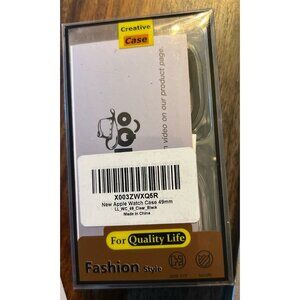 Creative
Case
n video on our product page.
X003ZWXQ5R
New Apple Watch Case 49mm
LL_WC_49_Clear_Black
Made In China
For Quality Life
Fashion Style